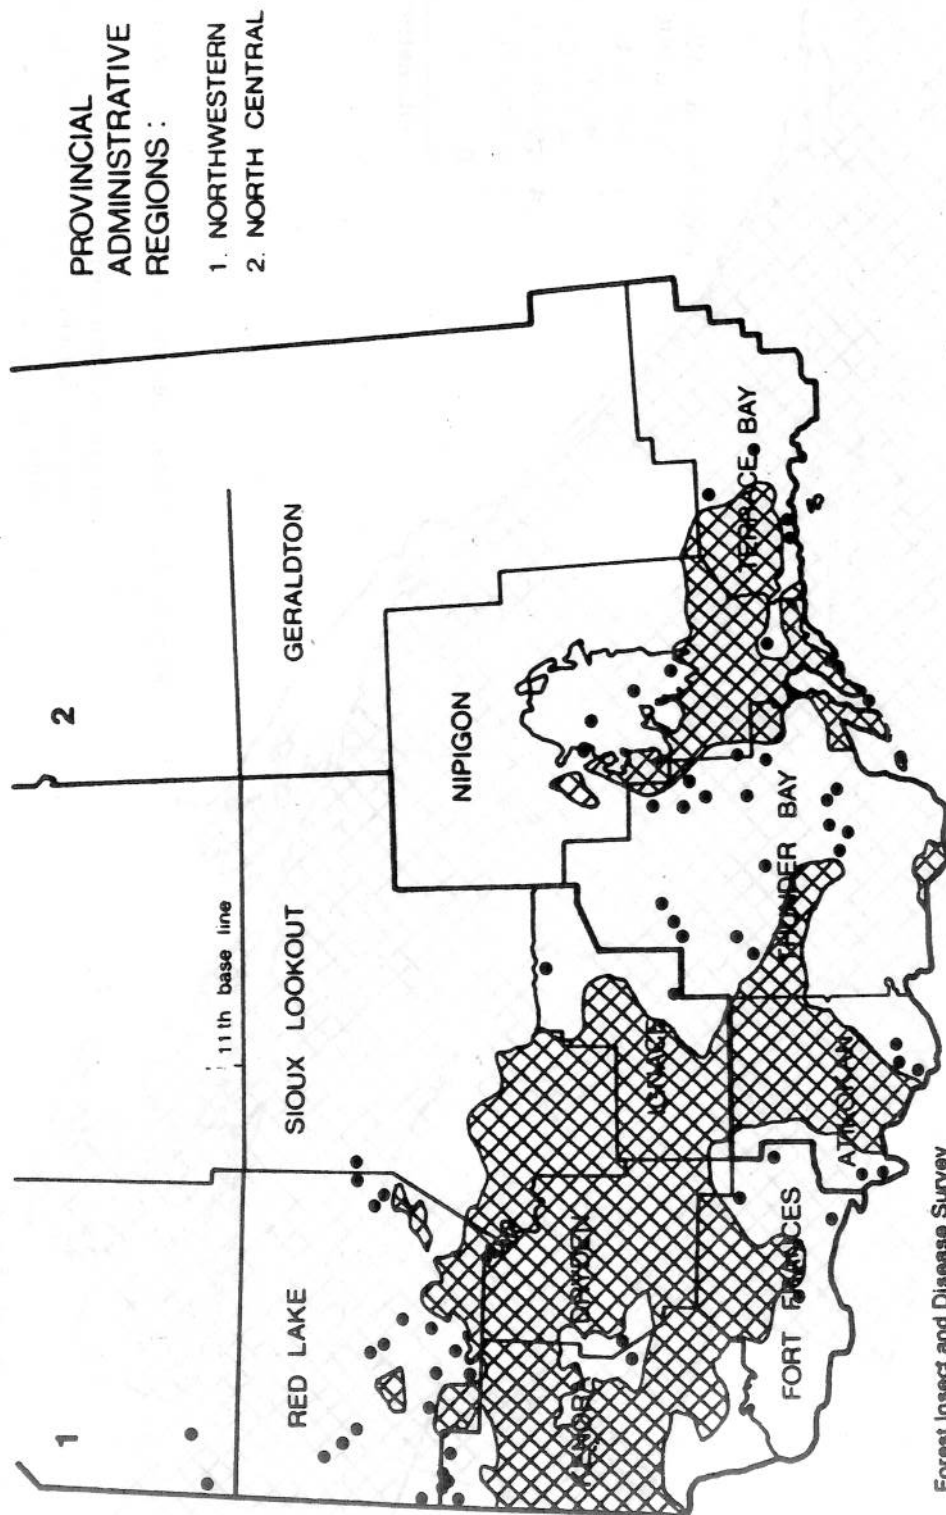 PROVINCIAL
ADMINISTRATIVE
REGIONS :
1. NORTHWESTERN
2. NORTH CENTRAL
1
2
11th base line
RED LAKE
SIOUX LOOKOUT
GERALDTON
NIPIGON
KENORA
DRYDEN
IGNACE
TERRACE BAY
THUNDER BAY
FORT FRANCES
ATIKOKAN
Forest Insect and Disease Survey